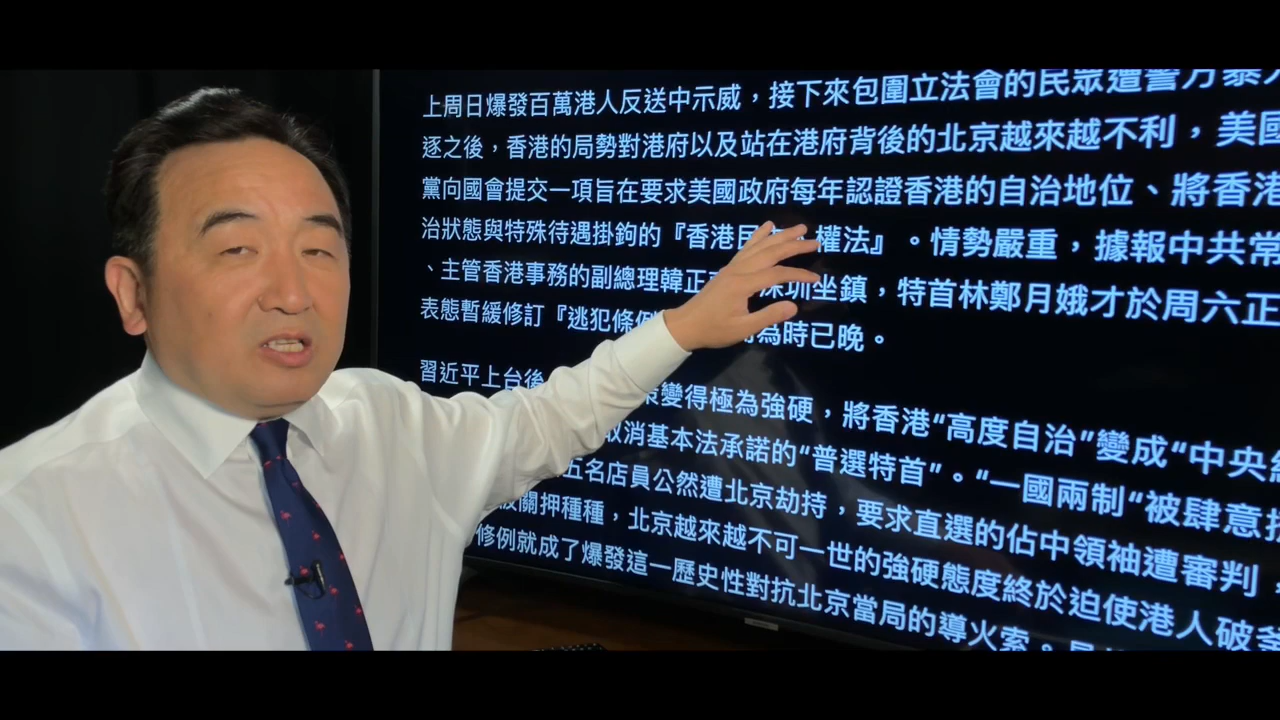 上周日爆發百萬港人反送中示威，接下來包圍立法會的民眾遭警方暴力
逐之後，香港的局勢對港府以及站在港府背後的北京越來越不利，美國
黨向國會提交一項旨在要求美國政府每年認證香港的自治地位、將香港
治狀態與特殊待遇掛鉤的『香港民 權法』。情勢嚴重，據報中共常
、主管香港事務的副總理韓正 深圳坐鎮，特首林鄭月娥才於周六正
表態暫緩修訂『逃犯條例 為時已晚。
習近平上台後 變得極為強硬，將香港“高度自治”變成“中央
取消基本法承諾的“普選特首”。“一國兩制“被肆意
五名店員公然遭北京劫持，要求直選的佔中領袖遭審判，
被關押種種，北京越來越不可一世的強硬態度終於迫使港人破釜
修例就成了爆發這一歷史性對抗北京當局的導火索。